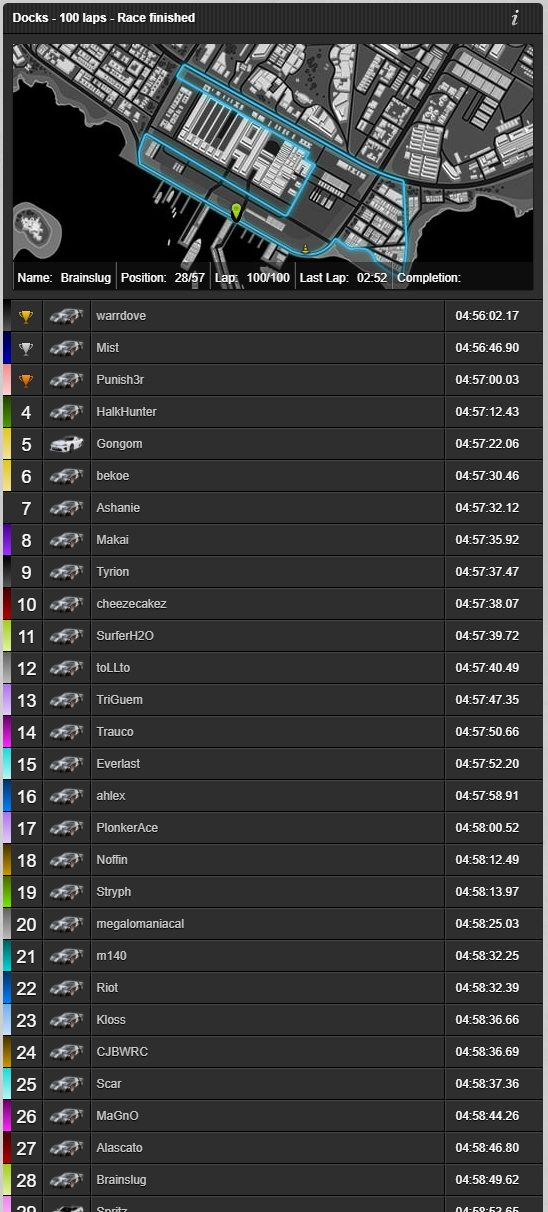 Docks - 100 laps - Race finished
i
Name: Brainslug Position: 28/57 Lap: 100/100 Last Lap: 02:52 Completion:
warrdove 04:56:02.17
Mist 04:56:46.90
Punish3r 04:57:00.03
4 HalkHunter 04:57:12.43
5 Gongom 04:57:22.06
6 bekoe 04:57:30.46
7 Ashanie 04:57:32.12
8 Makai 04:57:35.92
9 Tyrion 04:57:37.47
10 cheezecakez 04:57:38.07
11 SurferH2O 04:57:39.72
12 toLLto 04:57:40.49
13 TriGuem 04:57:47.35
14 Trauco 04:57:50.66
15 Everlast 04:57:52.20
16 ahlex 04:57:58.91
17 PlonkerAce 04:58:00.52
18 Noffin 04:58:12.49
19 Stryph 04:58:13.97
20 megalomaniacal 04:58:25.03
21 m140 04:58:32.25
22 Riot 04:58:32.39
23 Kloss 04:58:36.66
24 CJBWRC 04:58:36.69
25 Scar 04:58:37.36
26 MaGnO 04:58:44.26
27 Alascato 04:58:46.80
28 Brainslug 04:58:49.62
29 Spritz 04:58:53.65